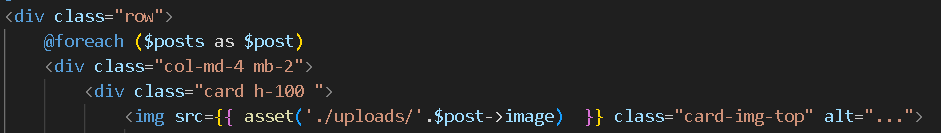 <div class="row">
@foreach ($posts as $post)
<div class="col-md-4 mb-2">
<div class="card h-100 ">
<img src={{ asset('./uploads/'.$post->image)  }} class="card-img-top" alt="...">